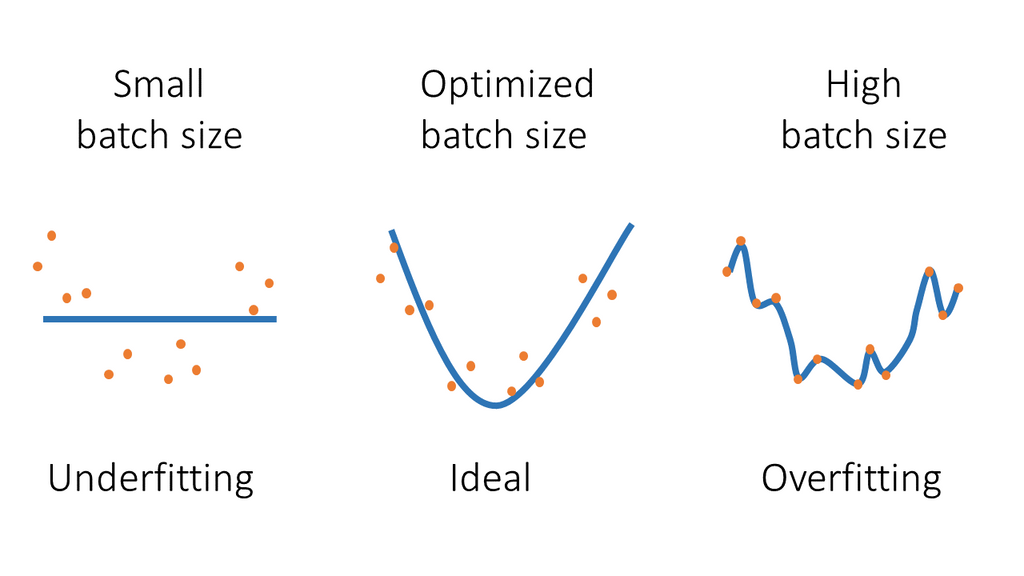 Small
batch size
Optimized
batch size
High
batch size
Underfitting
Ideal
Overfitting